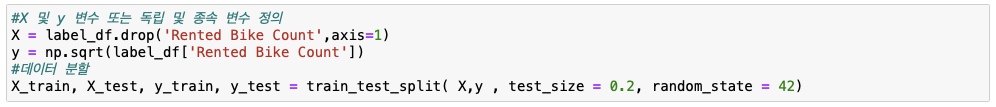 #X 및 y 변수 또는 독립 및 종속 변수 정의
X = label_df.drop('Rented Bike Count',axis=1)
y = np.sqrt(label_df['Rented Bike Count'])
#데이터 분할
X_train, X_test, y_train, y_test = train_test_split( X,y , test_size = 0.2, random_state = 42)